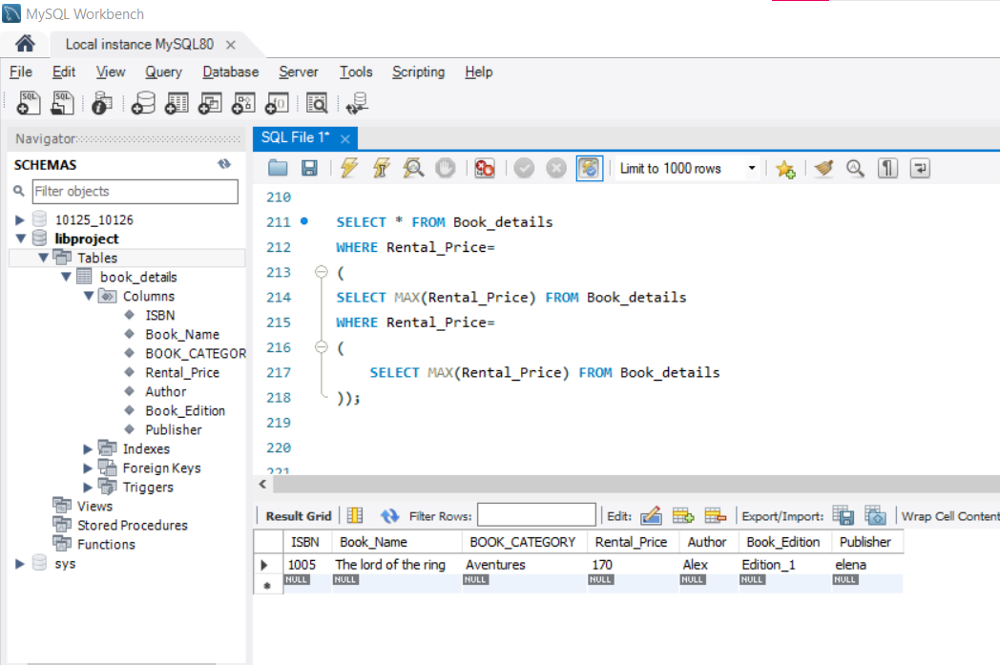 MySQL Workbench
Local instance MySQL80
File Edit View Query Database Server Tools Scripting Help
Navigator
SCHEMAS
Filter objects
10125_10126
libproject
Tables
book_details
Columns
ISBN
Book_Name
BOOK_CATEGOR
Rental_Price
Author
Book_Edition
Publisher
Indexes
Foreign Keys
Triggers
Views
Stored Procedures
Functions
sys
SQL File 1*
Limit to 1000 rows
210
211 SELECT * FROM Book_details
212 WHERE Rental_Price=
213 (
214 SELECT MAX(Rental_Price) FROM Book_details
215 WHERE Rental_Price=
216 (
217 SELECT MAX(Rental_Price) FROM Book_details
218 ));
219
220
221
Result Grid Filter Rows: Edit: Export/Import: Wrap Cell Content
ISBN Book_Name BOOK_CATEGORY Rental_Price Author Book_Edition Publisher
1005 The lord of the ring Aventures 170 Alex Edition_1 elena
NULL NULL NULL NULL NULL NULL NULL